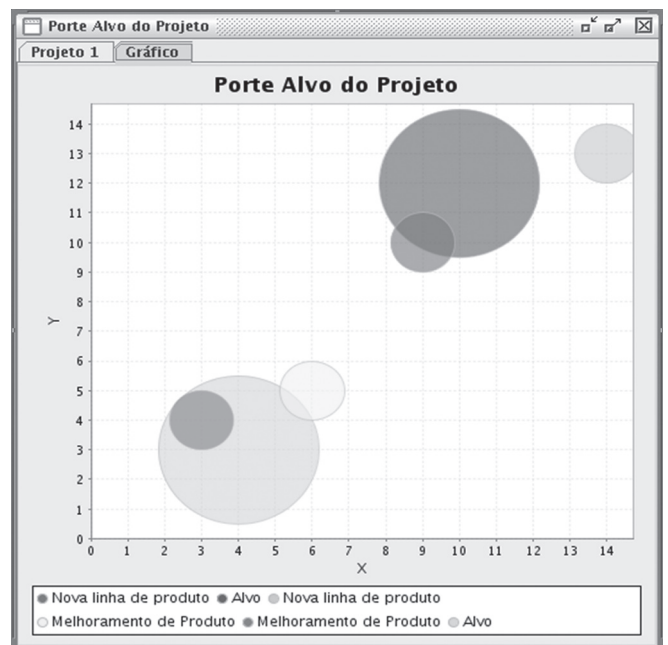 Porte Alvo do Projeto
Projeto 1 Gráfico
Porte Alvo do Projeto
14
13
12
11
10
9
8
7
6
5
4
3
2
1
0
Y
0 1 2 3 4 5 6 7 8 9 10 11 12 13 14
X
Nova linha de produto Alvo Nova linha de produto
Melhoramento de Produto Melhoramento de Produto Alvo